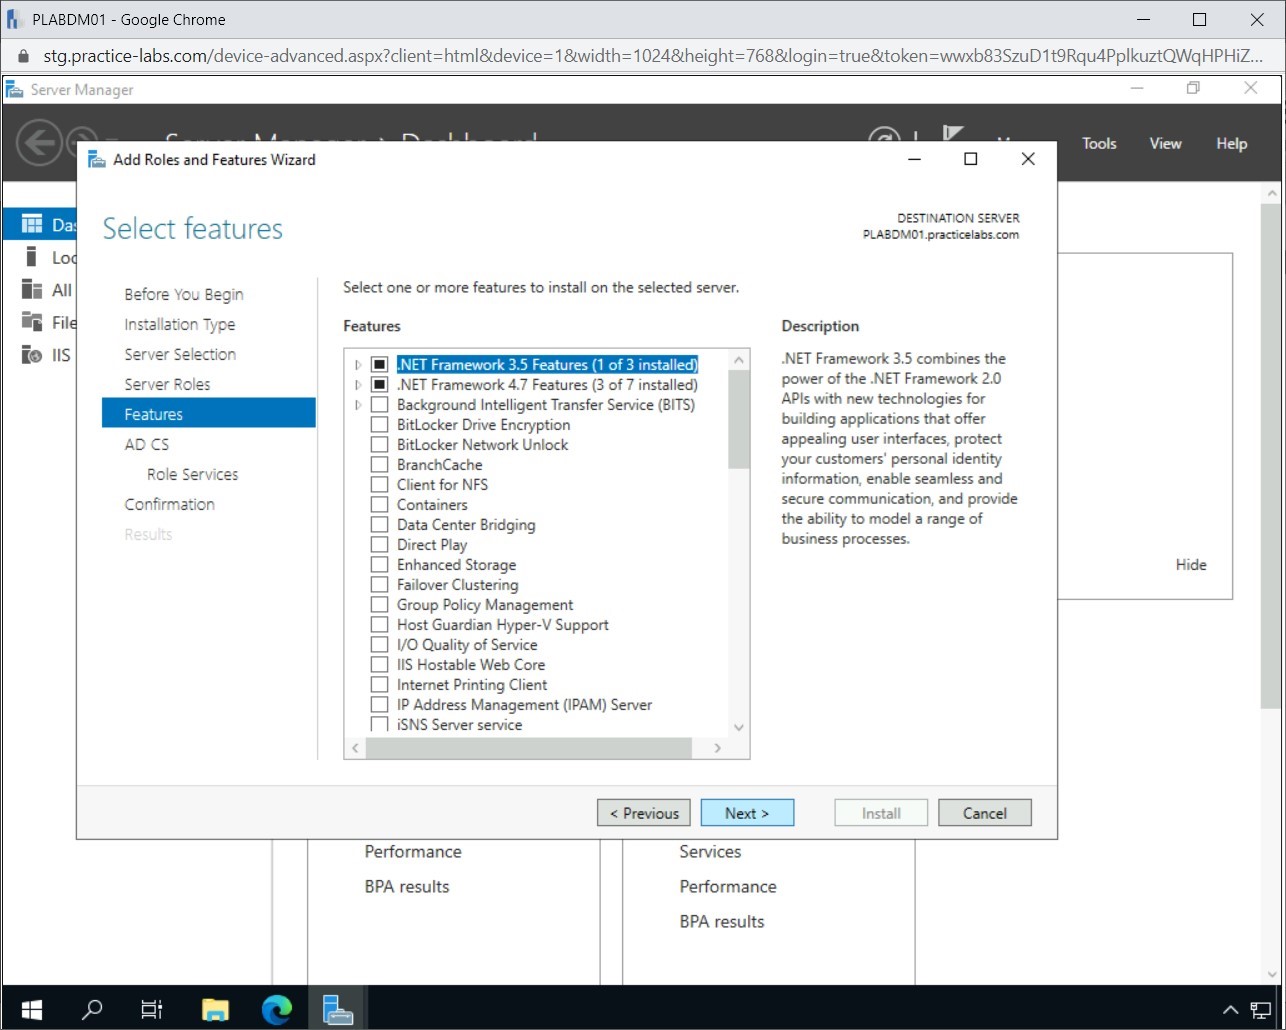 PLABDM01 - Google Chrome
stg.practice-labs.com/device-advanced.aspx?client=html&device=1&width=1024&height=768&login=true&token=wwxb83SzuD1t9Rqu4PplkuztQWqHPHiZ...
Server Manager
Server Manager Dashboard
Tools View Help
Add Roles and Features Wizard
Das
Loc
All
File
IIS
Select features
DESTINATION SERVER
PLABDM01.practicelabs.com
Before You Begin
Installation Type
Server Selection
Server Roles
Features
AD CS
Role Services
Confirmation
Results
Select one or more features to install on the selected server.
Features
.NET Framework 3.5 Features (1 of 3 installed)
.NET Framework 4.7 Features (3 of 7 installed)
Background Intelligent Transfer Service (BITS)
BitLocker Drive Encryption
BitLocker Network Unlock
BranchCache
Client for NFS
Containers
Data Center Bridging
Direct Play
Enhanced Storage
Failover Clustering
Group Policy Management
Host Guardian Hyper-V Support
I/O Quality of Service
IIS Hostable Web Core
Internet Printing Client
IP Address Management (IPAM) Server
iSNS Server service
Description
.NET Framework 3.5 combines the
power of the .NET Framework 2.0
APIs with new technologies for
building applications that offer
appealing user interfaces, protect
your customers' personal identity
information, enable seamless and
secure communication, and provide
the ability to model a range of
business processes.
Hide
< Previous
Next >
Install
Cancel
Performance
BPA results
Services
Performance
BPA results